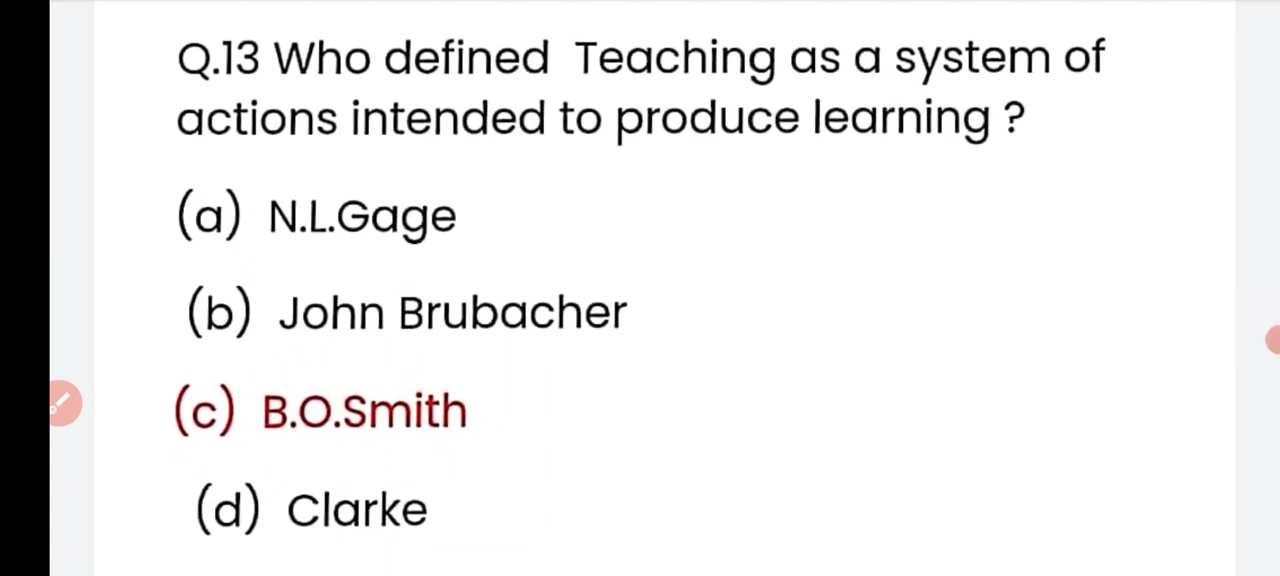 Q.13 Who defined Teaching as a system of
actions intended to produce learning ?
(a) N.L.Gage
(b) John Brubacher
(c) B.O.Smith
(d) Clarke